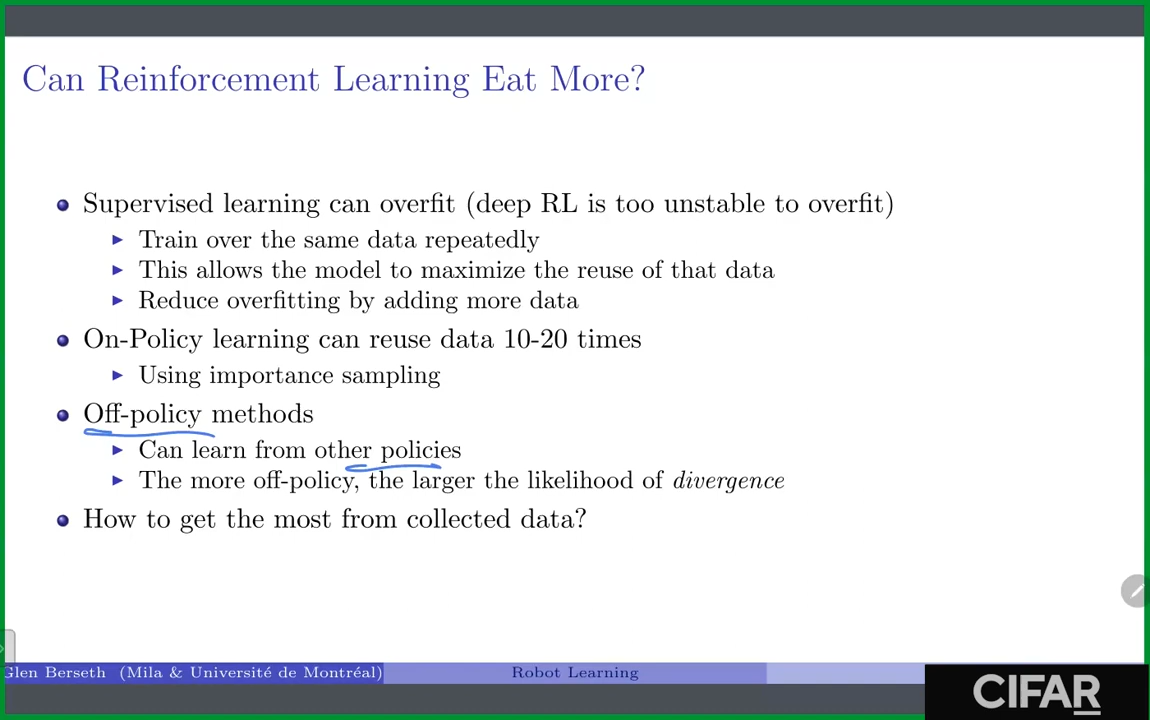 Can Reinforcement Learning Eat More?
Supervised learning can overfit (deep RL is too unstable to overfit)
Train over the same data repeatedly
This allows the model to maximize the reuse of that data
Reduce overfitting by adding more data
On-Policy learning can reuse data 10-20 times
Using importance sampling
Off-policy methods
Can learn from other policies
The more off-policy, the larger the likelihood of divergence
How to get the most from collected data?
Glen Berseth (Mila & Université de Montréal)
Robot Learning
CIFAR